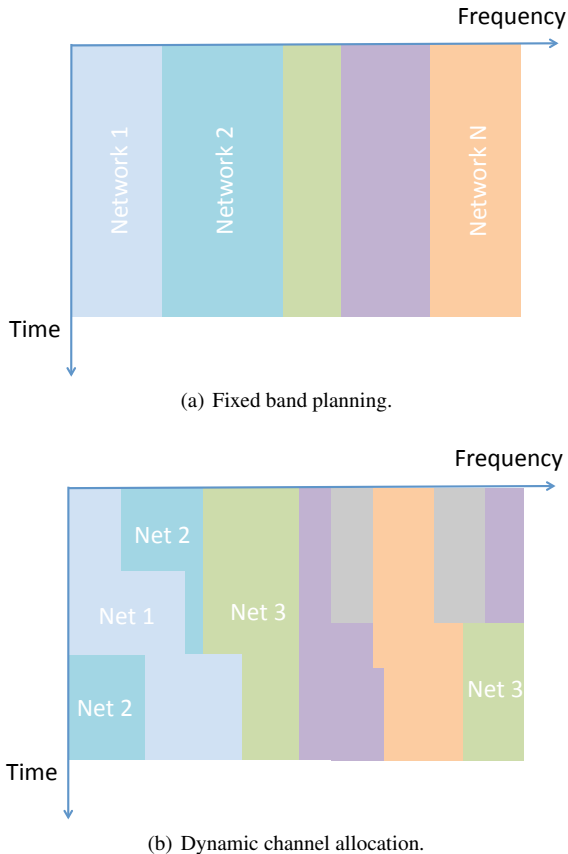 Frequency
Network 1
Network 2
Network N
Time
(a) Fixed band planning.
Frequency
Net 2
Net 1
Net 3
Net 2
Net 3
Time
(b) Dynamic channel allocation.